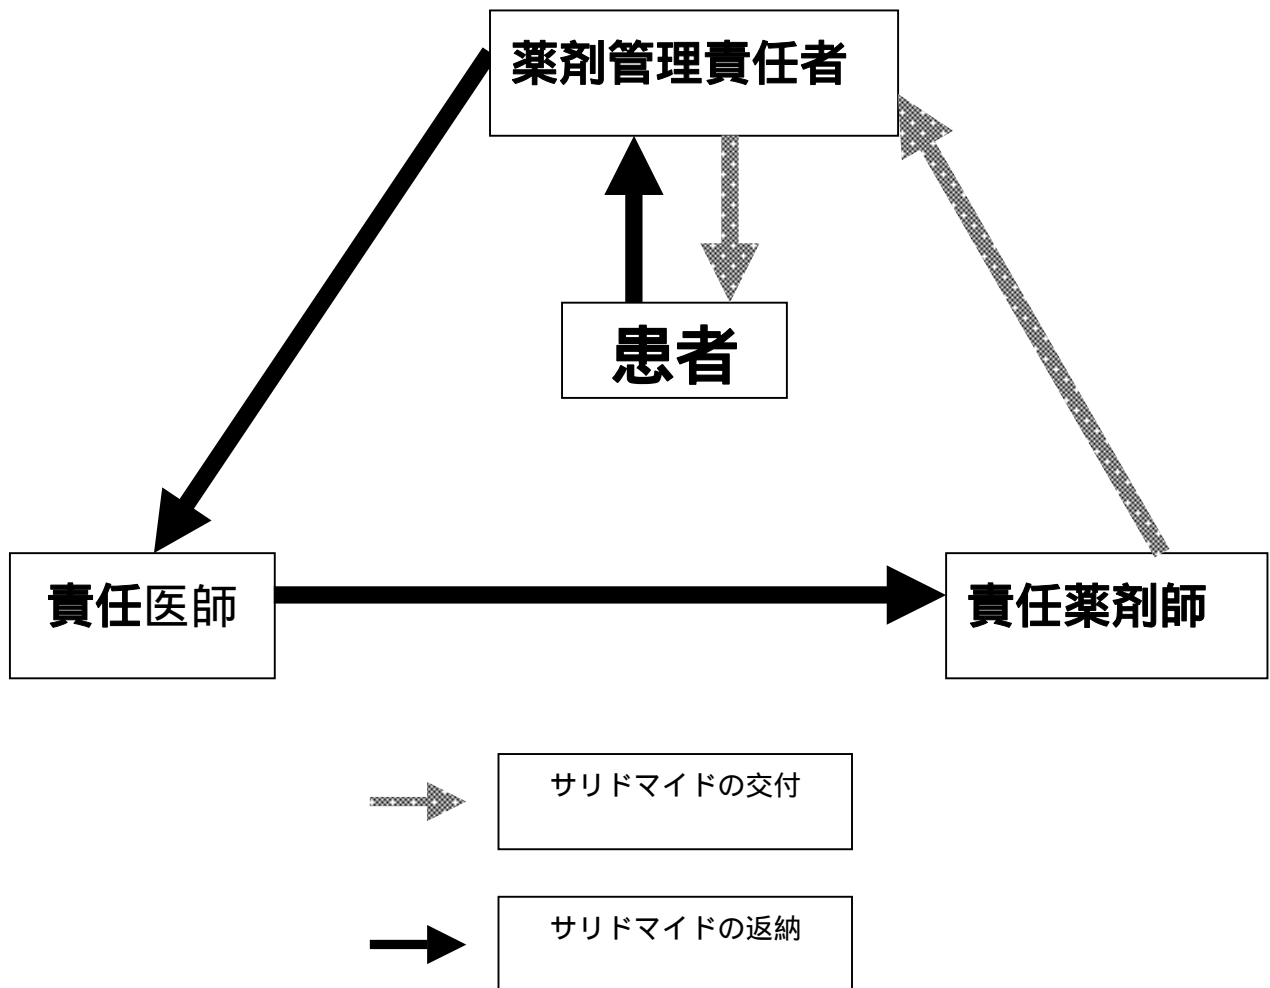 薬剤管理責任者
患者
責任医師
責任薬剤師
サリドマイドの交付
サリドマイドの返納